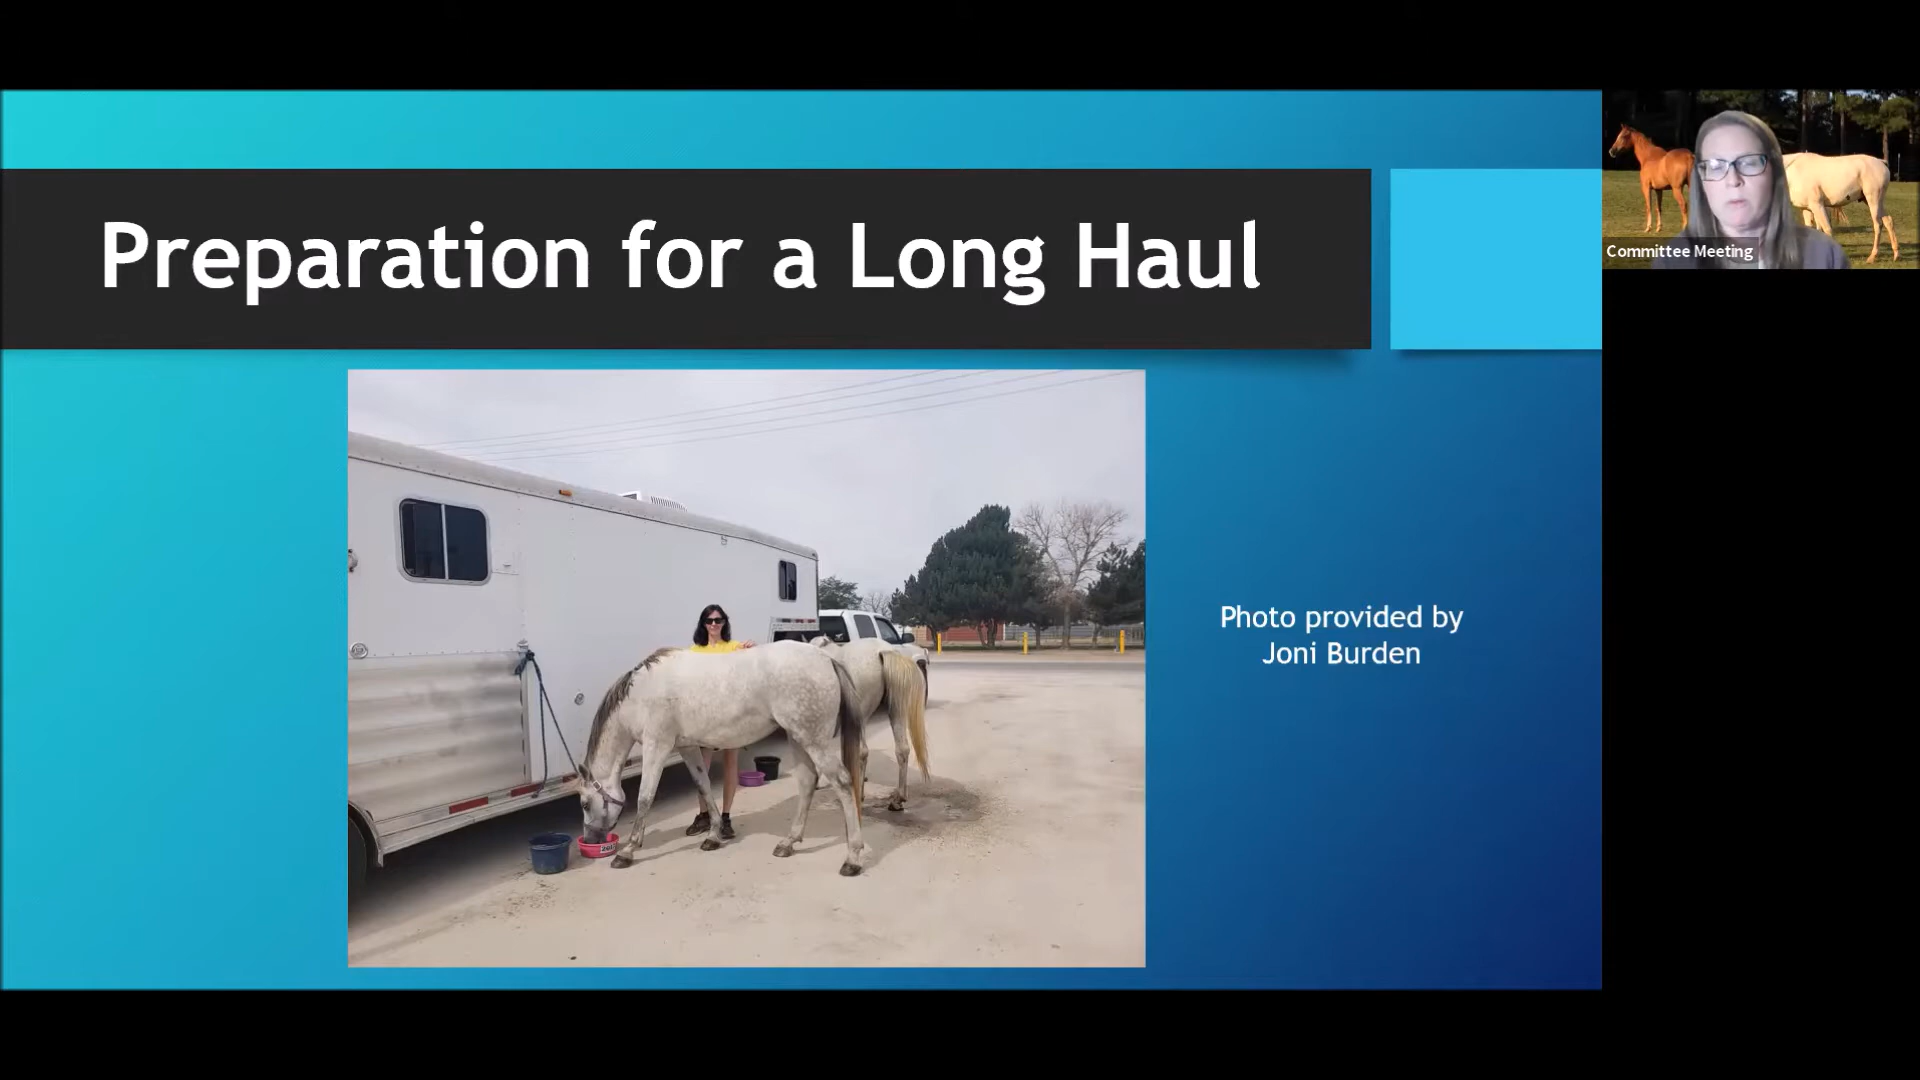 Preparation for a Long Haul
Committee Meeting
Photo provided by
Joni Burden